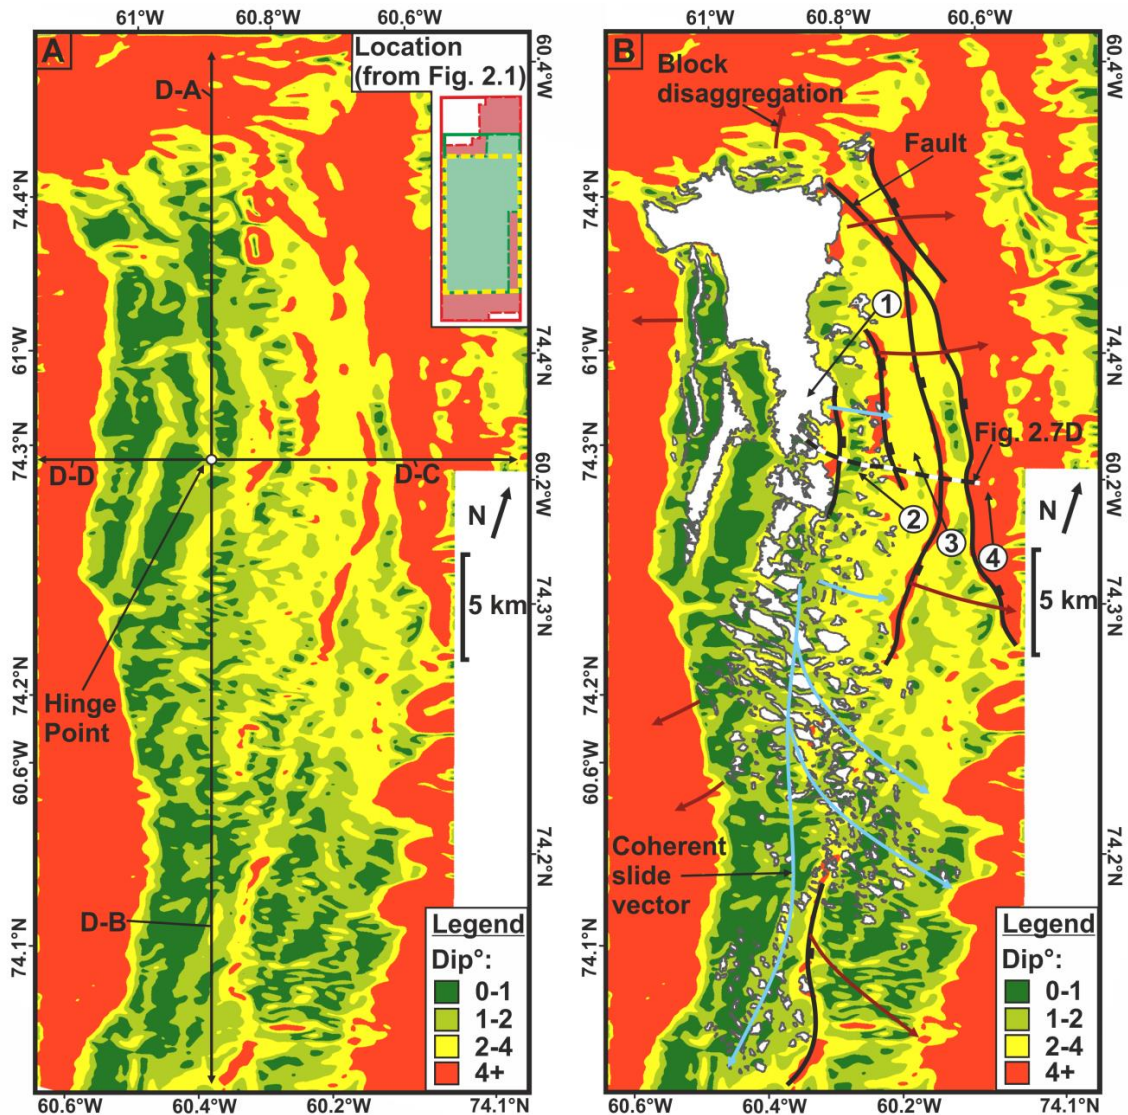 61°W
60.8°W
60.6°W
61°W
60.8°W
60.6°W
A
Location
(from Fig. 2.1)
D-A
60.4°W
74.4°N
61°W
74.4°N
74.3°N
D-D
D-C
60.2°W
N
5 km
74.3°N
Hinge
Point
74.2°N
60.6°W
74.2°N
D-B
74.1°N
Legend
Dip°:
0-1
1-2
2-4
4+
60.6°W
60.4°W
60.2°W
74.1°N
B
Block
disaggregation
Fault
60.4°W
74.4°N
1
61°W
74.4°N
74.3°N
Fig. 2.7D
60.2°W
2
3
4
N
5 km
74.3°N
74.2°N
60.6°W
Coherent
slide
vector
74.2°N
74.1°N
Legend
Dip°:
0-1
1-2
2-4
4+
60.6°W
60.4°W
60.2°W
74.1°N